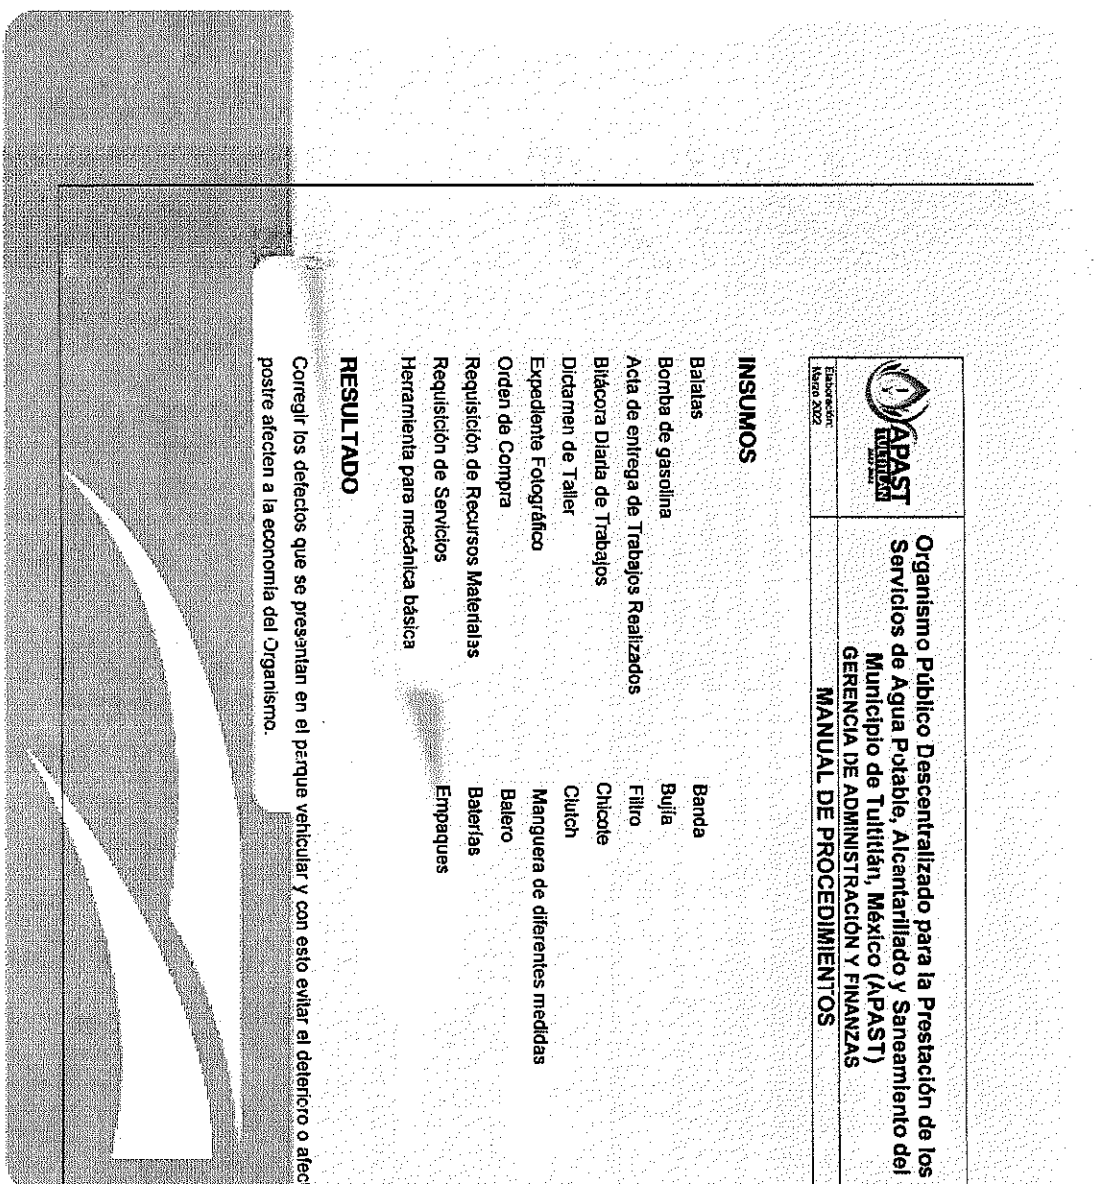 APAST
TULTITLÁN
Elaboración:
Marzo 2022
Organismo Público Descentralizado para la Prestación de los
Servicios de Agua Potable, Alcantarillado y Saneamiento del
Municipio de Tultitlán, México (APAST)
GERENCIA DE ADMINISTRACIÓN Y FINANZAS
MANUAL DE PROCEDIMIENTOS
INSUMOS
Balatas
Bomba de gasolina
Acta de entrega de Trabajos Realizados
Bitácora Diaria de Trabajos
Dictamen de Taller
Expediente Fotográfico
Orden de Compra
Requisición de Recursos Materiales
Requisición de Servicios
Herramienta para mecánica básica
Banda
Bujía
Filtro
Chicote
Clutch
Manguera de diferentes medidas
Balero
Baterías
Empaques
RESULTADO
Corregir los defectos que se presentan en el parque vehicular y con esto evitar el deterioro o afec
postre afecten a la economía del Organismo.